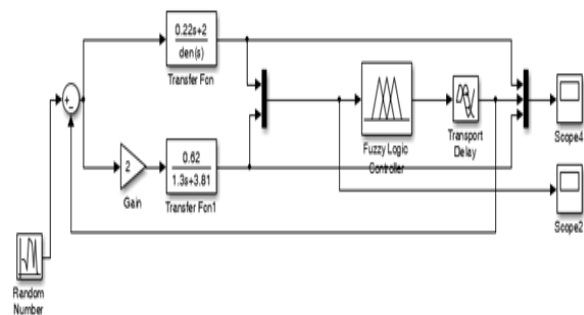 0.22s+2
den(s)
Transfer Fcn
+
-
2
Gain
0.62
1.3s+3.81
Transfer Fcn1
Fuzzy Logic
Controller
Transport
Delay
Scope4
Scope2
Random
Number